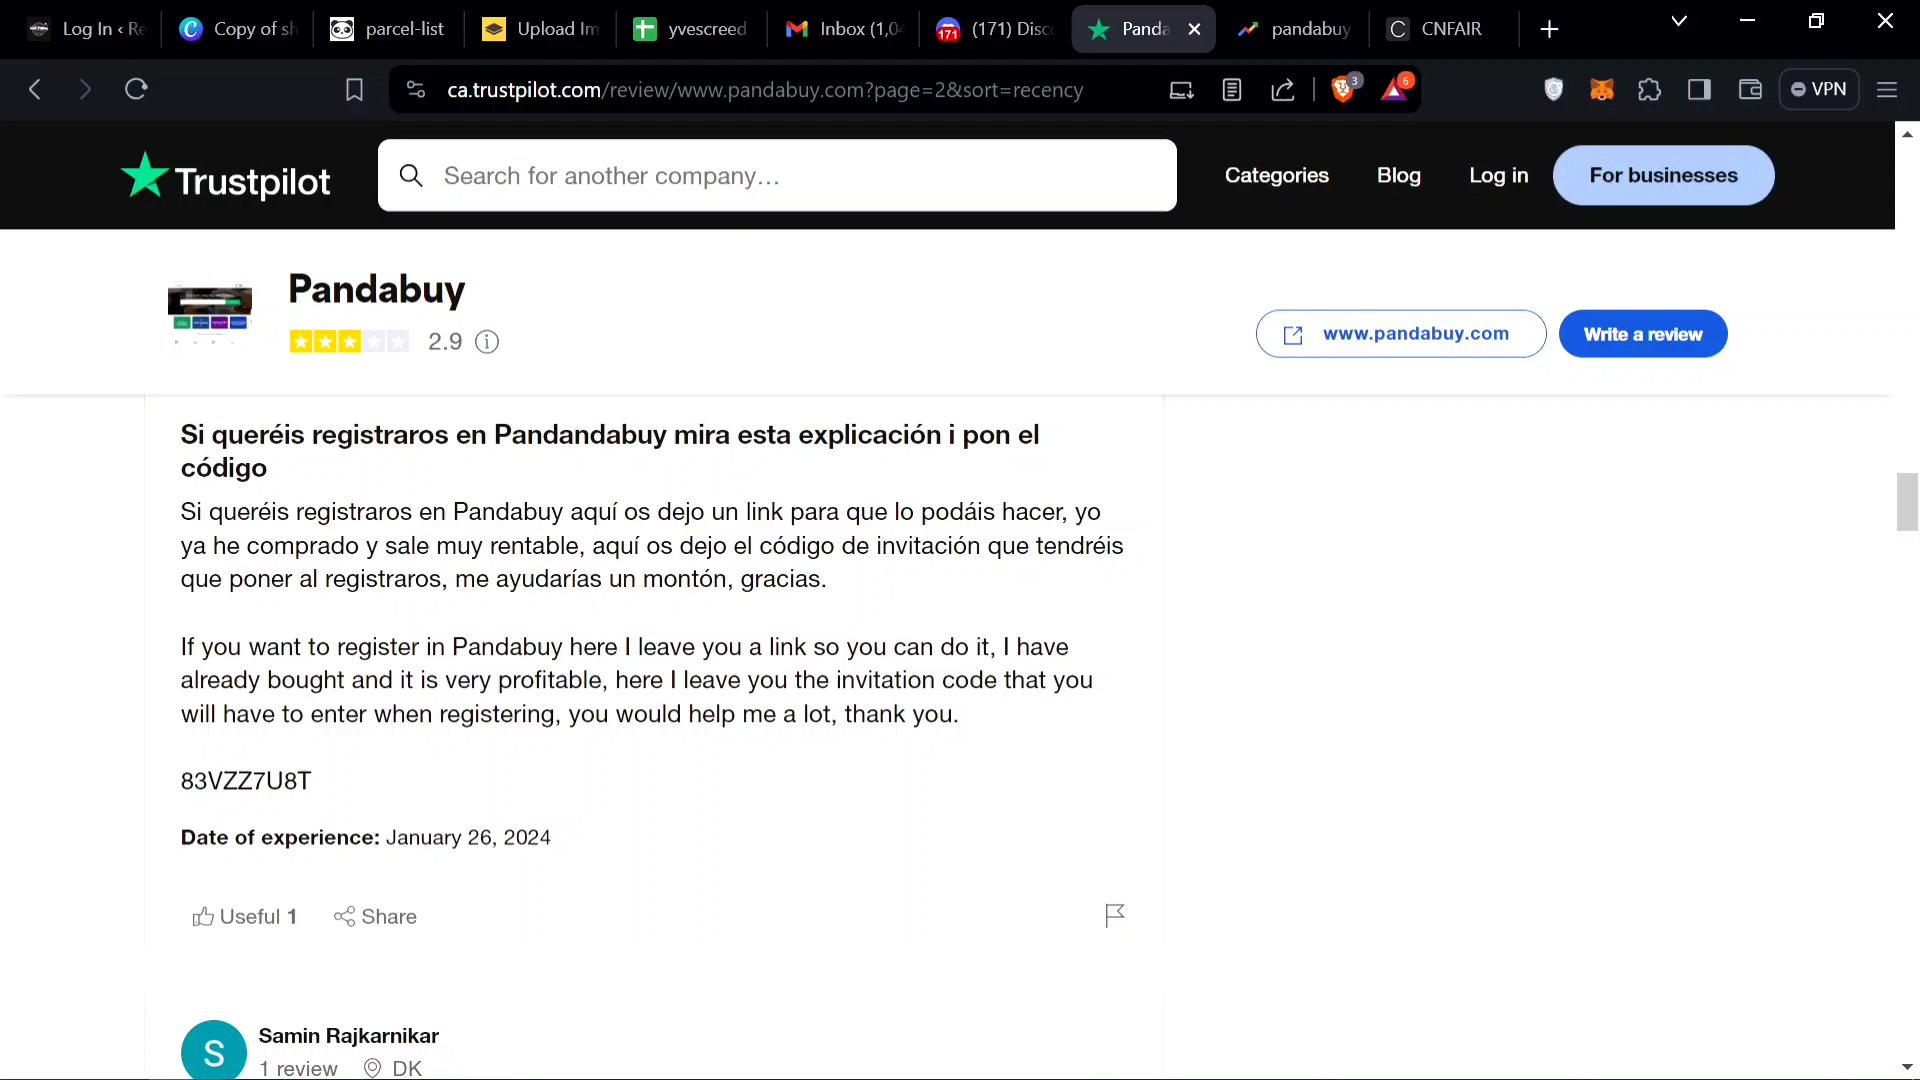 Log In ‹ Re
Copy of sh
parcel-list
Upload Im
yvescreed
Inbox (1,04
171
(171) Disco
Panda
pandabuy
CNFAIR
ca.trustpilot.com/review/www.pandabuy.com?page=2&sort=recency
3
6
VPN
Trustpilot
Search for another company…
Categories
Blog
Log in
For businesses
Pandabuy
2.9
www.pandabuy.com
Write a review
Si queréis registraros en Pandandabuy mira esta explicación i pon el
código
Si queréis registraros en Pandabuy aquí os dejo un link para que lo podáis hacer, yo
ya he comprado y sale muy rentable, aquí os dejo el código de invitación que tendréis
que poner al registraros, me ayudarías un montón, gracias.
If you want to register in Pandabuy here I leave you a link so you can do it, I have
already bought and it is very profitable, here I leave you the invitation code that you
will have to enter when registering, you would help me a lot, thank you.
83VZZ7U8T
Date of experience: January 26, 2024
Useful 1
Share
S
Samin Rajkarnikar
1 review
DK